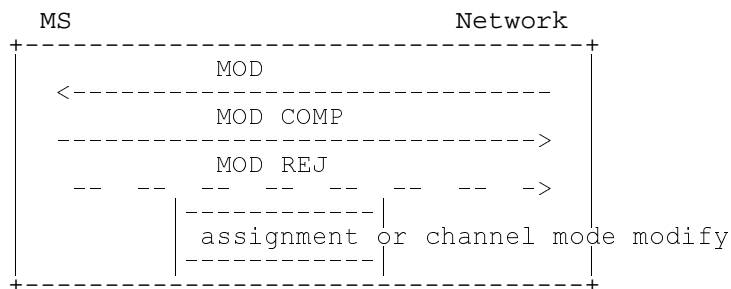 MS Network
MOD
MOD COMP
MOD REJ
assignment or channel mode modify